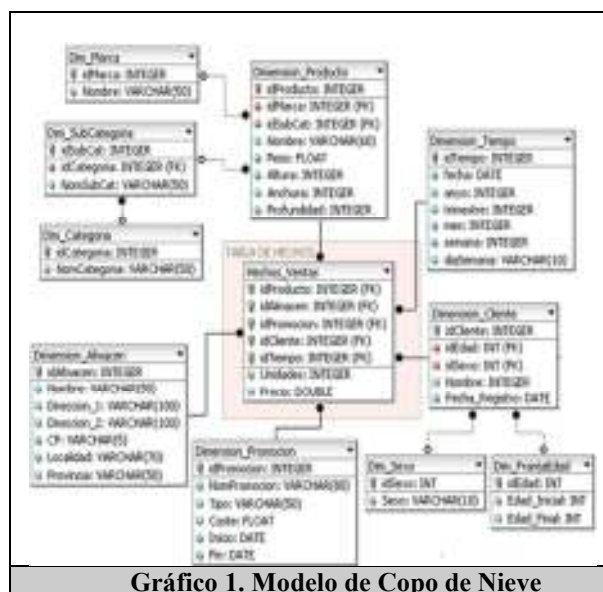 Dim_Marca
idMarca: INTEGER
Nombre: VARCHAR(50)
Dimension_Producto
idProducto: INTEGER
idMarca: INTEGER (FK)
idSubCat: INTEGER (FK)
Nombre: VARCHAR(60)
Peso: FLOAT
Altura: INTEGER
Anchura: INTEGER
Profundidad: INTEGER
Dim_SubCategoria
idSubCat: INTEGER
idCategoria: INTEGER (FK)
NomSubCat: VARCHAR(50)
Dim_Categoria
idCategoria: INTEGER
NomCategoria: VARCHAR(50)
Dimension_Tiempo
idTiempo: INTEGER
fecha: DATE
INTEGER
trimestre: INTEGER
mes: INTEGER
semana: INTEGER
diaSemana: VARCHAR(10)
TABLA DE HECHOS
Hechos_Ventas
idProducto: INTEGER (FK)
idAlmacen: INTEGER (FK)
idPromocion: INTEGER (FK)
idCliente: INTEGER (FK)
idTiempo: INTEGER (FK)
Unidades: INTEGER
Precio: DOUBLE
Dimension_Cliente
idCliente: INTEGER
idEdad: INT (FK)
idSexo: INT (FK)
Nombre: INTEGER
Fecha_Registro: DATE
Dimension_Almacen
idAlmacen: INTEGER
Nombre: VARCHAR(50)
Direccion_1: VARCHAR(100)
Direccion_2: VARCHAR(100)
CP: VARCHAR(5)
Localidad: VARCHAR(70)
Provincia: VARCHAR(50)
Dimension_Promocion
idPromocion: INTEGER
NomPromocion:
Tipo: VARCHAR(50)
Coste: FLOAT
Inicio: DATE
Fin: DATE
Dim_Sexo
idSexo: INT
Sexo: VARCHAR(10)
idEdad: INT
Edad_Inicial: INT
Edad_Final: INT
Gráfico 1. Modelo de Copo de Nieve